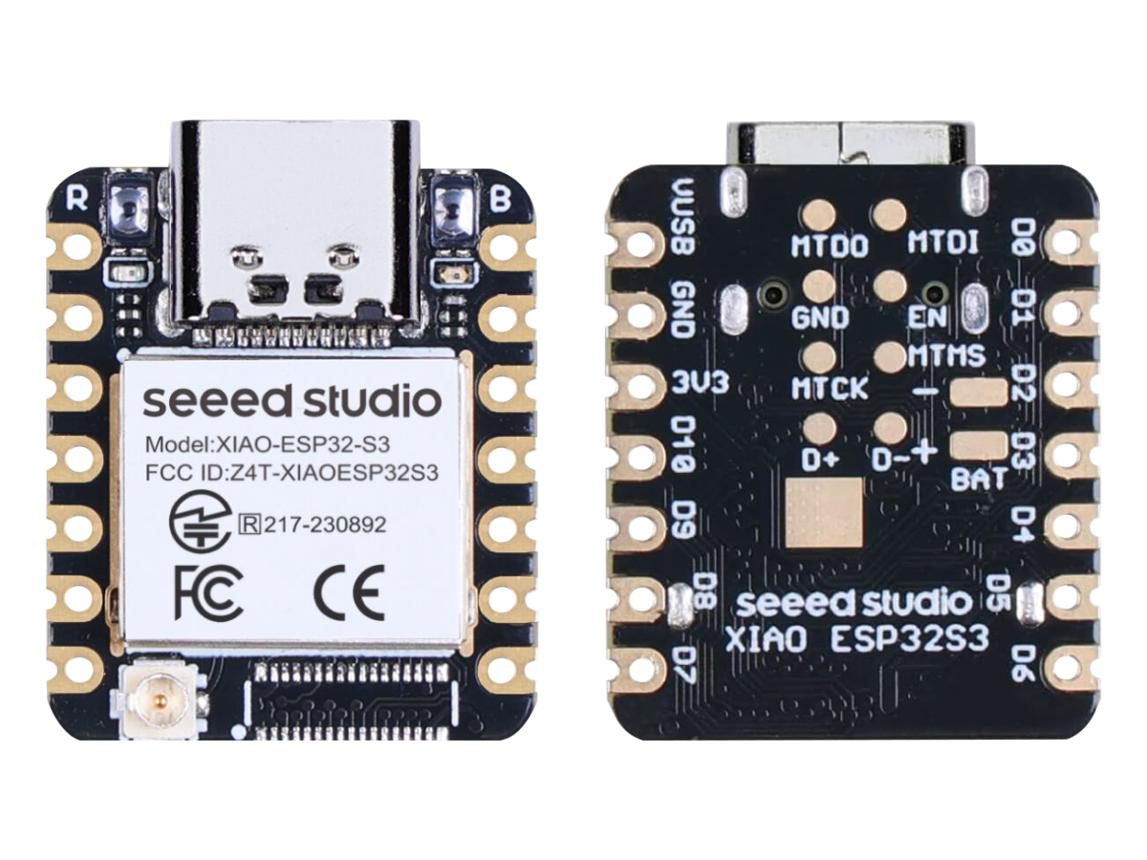 R
B
seeed studio
Model:XIAO-ESP32-S3
FCC ID:Z4T-XIAOESP32S3
R 217-230892
FC
CE
VUSB
GND
3V3
D10
D9
D8
D7
MTDO
MTDI
GND
EN
MTCK
MTMS
-
D+
D-
+
BAT
D0
D1
D2
D3
D4
D5
D6
seeed studio
XIAO ESP32S3